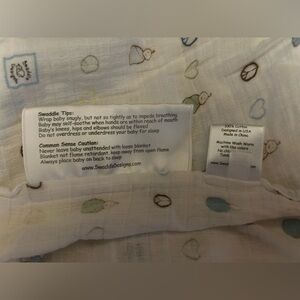 Swaddle Tips:
Wrap baby snugly, but not so tightly as to impede breathing
Baby may self-soothe when hands are within reach of mouth
Baby's knees, hips and elbows should be flexed
Do not overdress or underdress your baby for sleep
Common Sense Caution:
Never leave baby unattended with loose blanket
Blanket not flame retardant, keep away from open flame
Always place baby on back to sleep
www.SwaddleDesigns.com
100% Cotton
Designed in U.S.A.
Made in China
Machine Wash Warm
with like colors